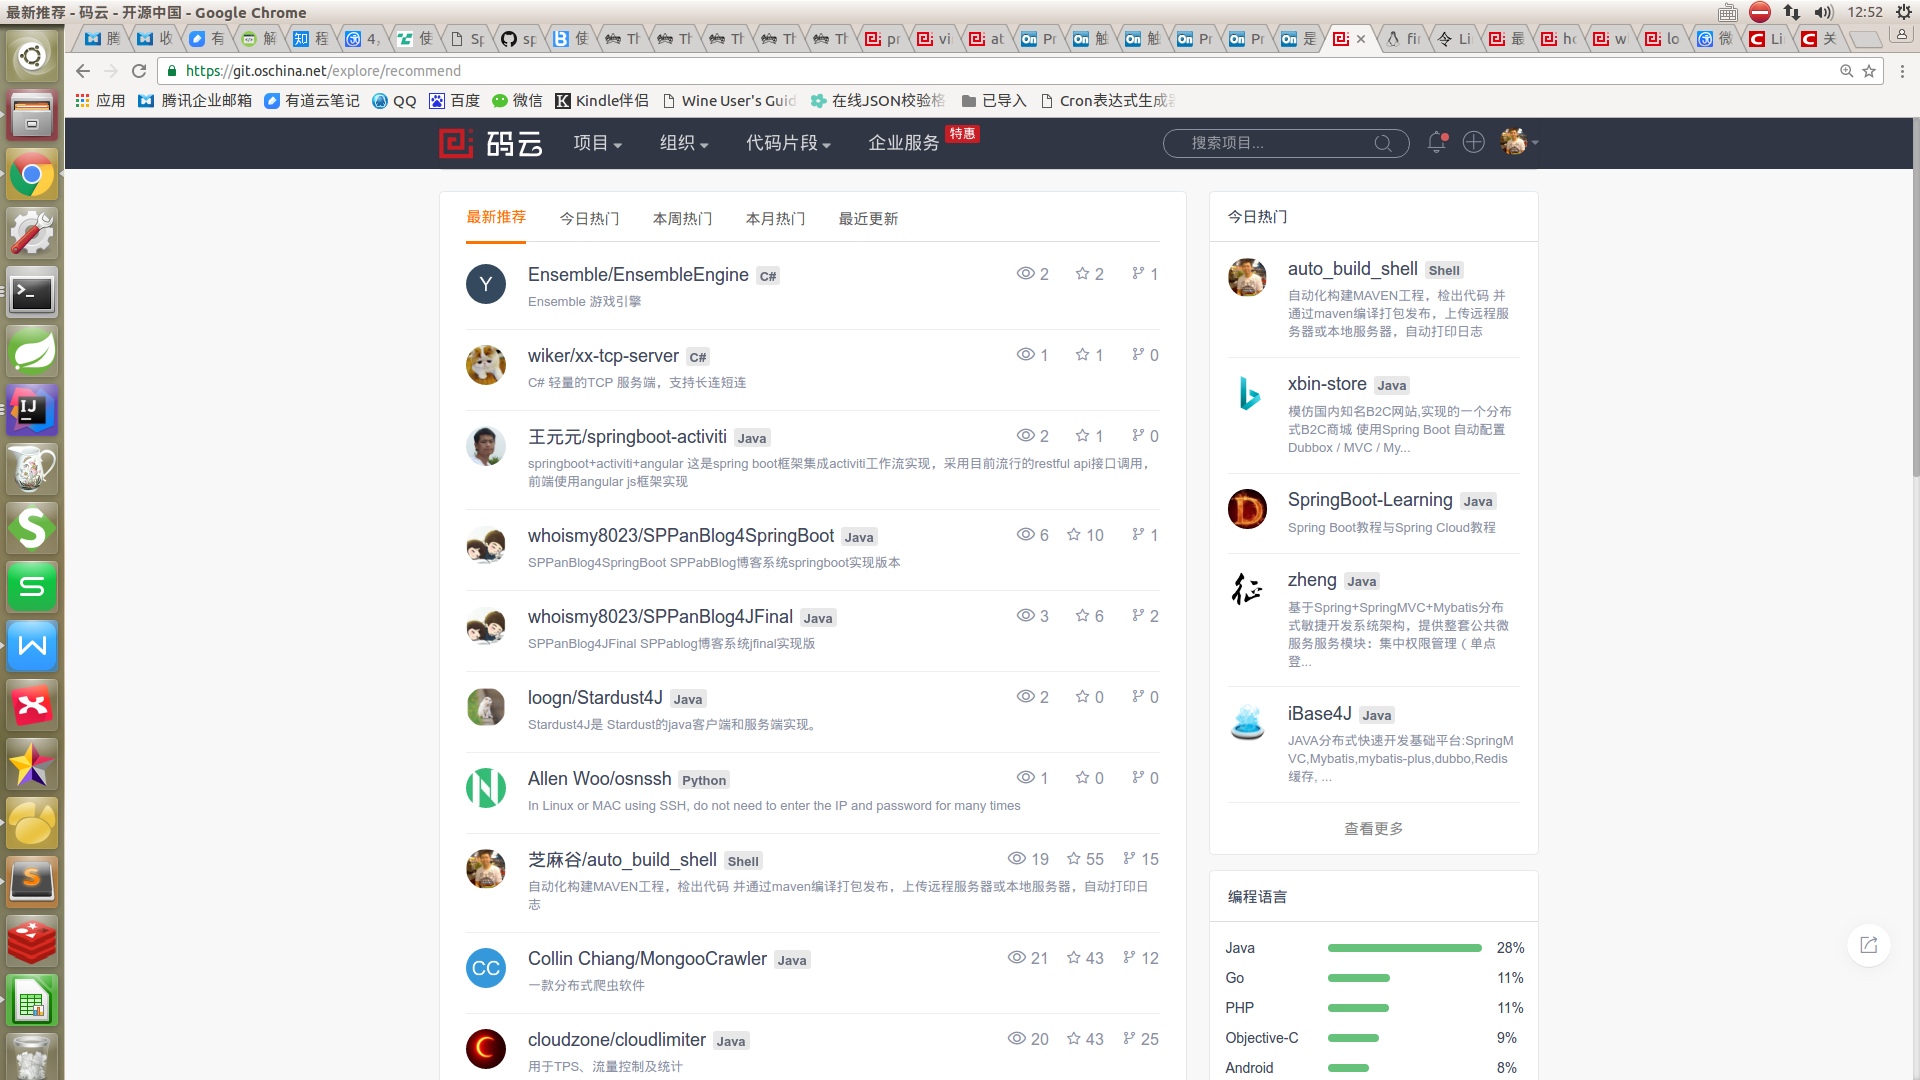 最新推荐 - 码云 - 开源中国 - Google Chrome
12:52
腾 收 有 解 知 程 4, 使 Sp sp 使 Th Th Th Th Th pr vi at Pr 触 触 Pr Pr 是 fir Li 最 ho w lo 微 Li 关
https://git.oschina.net/explore/recommend
应用 腾讯企业邮箱 有道云笔记 QQ 百度 微信 Kindle伴侣 Wine User's Guid 在线JSON校验格 已导入 Cron表达式生成器
码云 项目 组织 代码片段 企业服务 特惠 搜索项目...
最新推荐 今日热门 本周热门 本月热门 最近更新
Y
Ensemble/EnsembleEngine C# 2 2 1
Ensemble 游戏引擎
wiker/xx-tcp-server C# 1 1 0
C# 轻量的TCP 服务端，支持长连短连
王元元/springboot-activiti Java 2 1 0
springboot+activiti+angular 这是spring boot框架集成activiti工作流实现，采用目前流行的restful api接口调用，
前端使用angular js框架实现
whoismy8023/SPPanBlog4SpringBoot Java 6 10 1
SPPanBlog4SpringBoot SPPabBlog博客系统springboot实现版本
whoismy8023/SPPanBlog4JFinal Java 3 6 2
SPPanBlog4JFinal SPPablog博客系统jfinal实现版
loogn/Stardust4J Java 2 0 0
Stardust4J是 Stardust的java客户端和服务端实现。
Allen Woo/osnssh Python 1 0 0
In Linux or MAC using SSH, do not need to enter the IP and password for many times
芝麻谷/auto_build_shell Shell 19 55 15
自动化构建MAVEN工程，检出代码 并通过maven编译打包发布，上传远程服务器或本地服务器，自动打印日
志
CC
Collin Chiang/MongooCrawler Java 21 43 12
一款分布式爬虫软件
cloudzone/cloudlimiter Java 20 43 25
用于TPS、流量控制及统计
今日热门
auto_build_shell Shell
自动化构建MAVEN工程，检出代码 并
通过maven编译打包发布，上传远程服
务器或本地服务器，自动打印日志
xbin-store Java
模仿国内知名B2C网站,实现的一个分布
式B2C商城 使用Spring Boot 自动配置
Dubbox / MVC / My...
SpringBoot-Learning Java
Spring Boot教程与Spring Cloud教程
征
zheng Java
基于Spring+SpringMVC+Mybatis分布
式敏捷开发系统架构，提供整套公共微
服务服务模块：集中权限管理（单点
登...
iBase4J Java
JAVA分布式快速开发基础平台:SpringM
VC,Mybatis,mybatis-plus,dubbo,Redis
缓存, ...
查看更多
编程语言
Java 28%
Go 11%
PHP 11%
Objective-C 9%
Android 8%